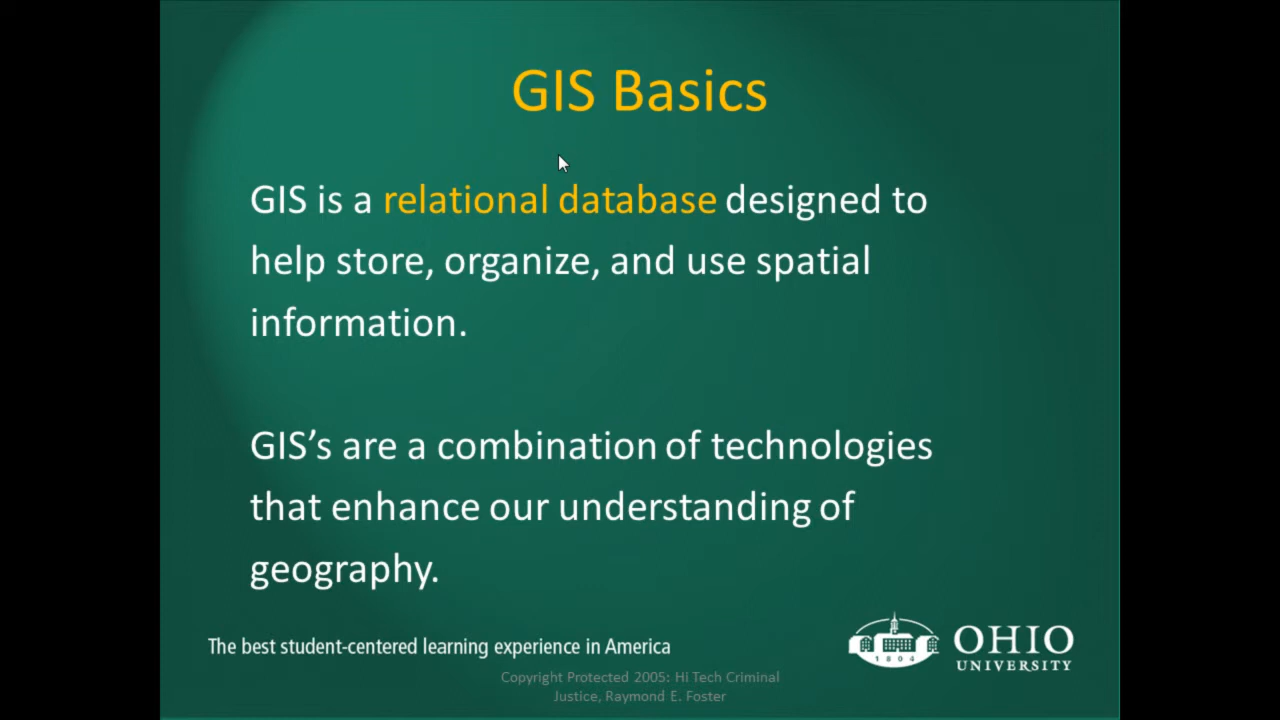 GIS Basics
GIS is a relational database designed to
help store, organize, and use spatial
information.
GIS’s are a combination of technologies
that enhance our understanding of
geography.
The best student-centered learning experience in America
1804
OHIO
UNIVERSITY
Copyright Protected 2005: Hi Tech Criminal
Justice, Raymond E. Foster